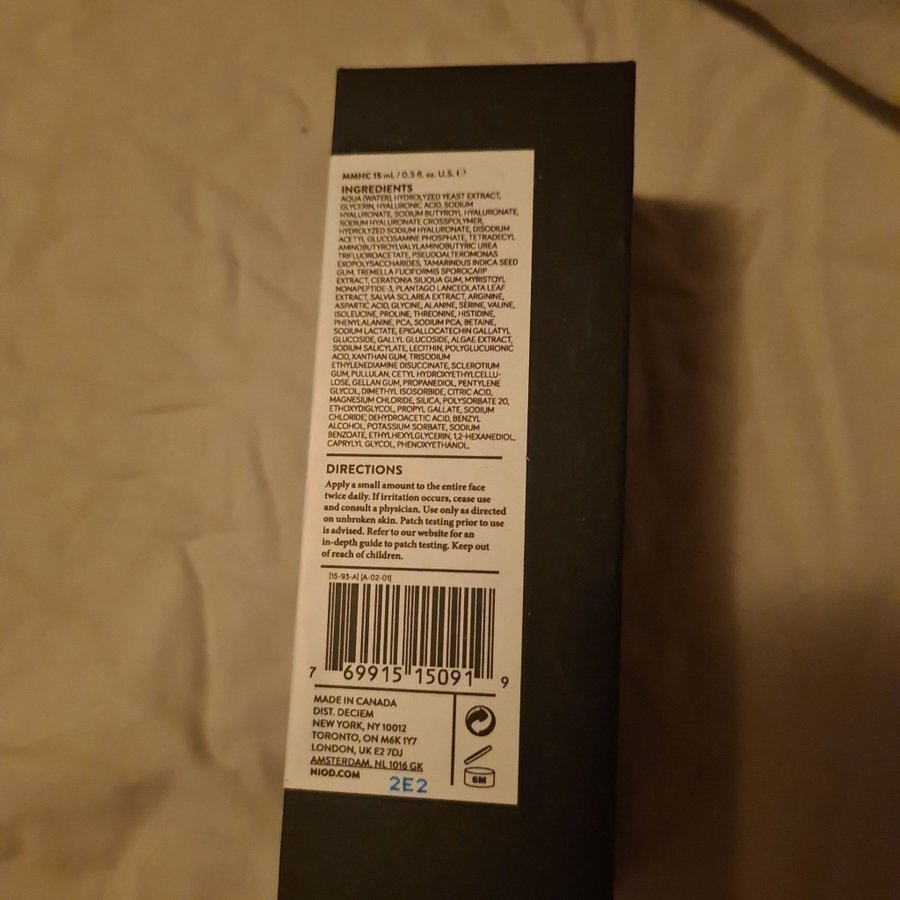 MMHC 15 mL / 0.5 fl. oz. U.S. ℮
INGREDIENTS
AQUA (WATER), HYDROLYZED YEAST EXTRACT,
GLYCERIN, HYALURONIC ACID, SODIUM
HYALURONATE, SODIUM BUTYROYL HYALURONATE,
SODIUM HYALURONATE CROSSPOLYMER,
HYDROLYZED SODIUM HYALURONATE, DISODIUM
ACETYL GLUCOSAMINE PHOSPHATE, TETRADECYL
AMINOBUTYROYLVALYLAMINOBUTYRIC UREA
TRIFLUOROACETATE, PSEUDOALTEROMONAS
EXOPOLYSACCHARIDES, TAMARINDUS INDICA SEED
GUM, TREMELLA FUCIFORMIS SPOROCARP
EXTRACT, CERATONIA SILIQUA GUM, MYRISTOYL
NONAPEPTIDE-3, PLANTAGO LANCEOLATA LEAF
EXTRACT, SALVIA SCLAREA EXTRACT, ARGININE,
ASPARTIC ACID, GLYCINE, ALANINE, SERINE, VALINE,
ISOLEUCINE, PROLINE, THREONINE, HISTIDINE,
PHENYLALANINE, PCA, SODIUM PCA, BETAINE,
SODIUM LACTATE, EPIGALLOCATECHIN GALLATYL
GLUCOSIDE, GALLYL GLUCOSIDE, ALGAE EXTRACT,
SODIUM SALICYLATE, LECITHIN, POLYGLUCURONIC
ACID, XANTHAN GUM, TRISODIUM
ETHYLENEDIAMINE DISUCCINATE, SCLEROTIUM
GUM, PULLULAN, CETYL HYDROXYETHYLCELLU-
LOSE, GELLAN GUM, PROPANEDIOL, PENTYLENE
GLYCOL, DIMETHYL ISOSORBIDE, CITRIC ACID,
MAGNESIUM CHLORIDE, SILICA, POLYSORBATE 20,
ETHOXYDIGLYCOL, PROPYL GALLATE, SODIUM
CHLORIDE, DEHYDROACETIC ACID, BENZYL
ALCOHOL, POTASSIUM SORBATE, SODIUM
BENZOATE, ETHYLHEXYLGLYCERIN, 1,2-HEXANEDIOL,
CAPRYLYL GLYCOL, PHENOXYETHANOL.
DIRECTIONS
Apply a small amount to the entire face
twice daily. If irritation occurs, cease use
and consult a physician. Use only as directed
on unbroken skin. Patch testing prior to use
is advised. Refer to our website for an
in-depth guide to patch testing. Keep out
of reach of children.
[15-93-A] [A-02-01]
7 69915 15091 9
MADE IN CANADA
DIST. DECIEM
NEW YORK, NY 10012
TORONTO, ON M6K 1Y7
LONDON, UK E2 7DJ
AMSTERDAM, NL 1016 GK
NIOD.COM
2E2
6M